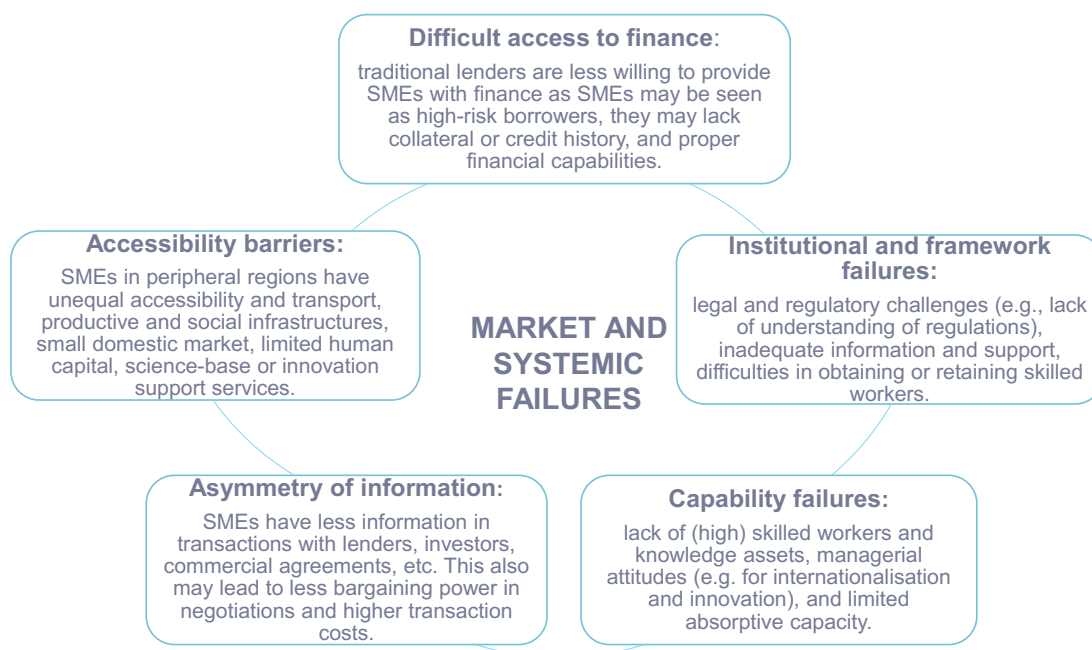 Difficult access to finance:
traditional lenders are less willing to provide
SMEs with finance as SMEs may be seen
as high-risk borrowers, they may lack
collateral or credit history, and proper
financial capabilities.
Accessibility barriers:
SMEs in peripheral regions have
unequal accessibility and transport,
productive and social infrastructures,
small domestic market, limited human
capital, science-base or innovation
support services.
MARKET AND
SYSTEMIC
FAILURES
Institutional and framework
failures:
legal and regulatory challenges (e.g., lack
of understanding of regulations),
inadequate information and support,
difficulties in obtaining or retaining skilled
workers.
Asymmetry of information:
SMEs have less information in
transactions with lenders, investors,
commercial agreements, etc. This also
may lead to less bargaining power in
negotiations and higher transaction
costs.
Capability failures:
lack of (high) skilled workers and
knowledge assets, managerial
attitudes (e.g. for internationalisation
and innovation), and limited
absorptive capacity.